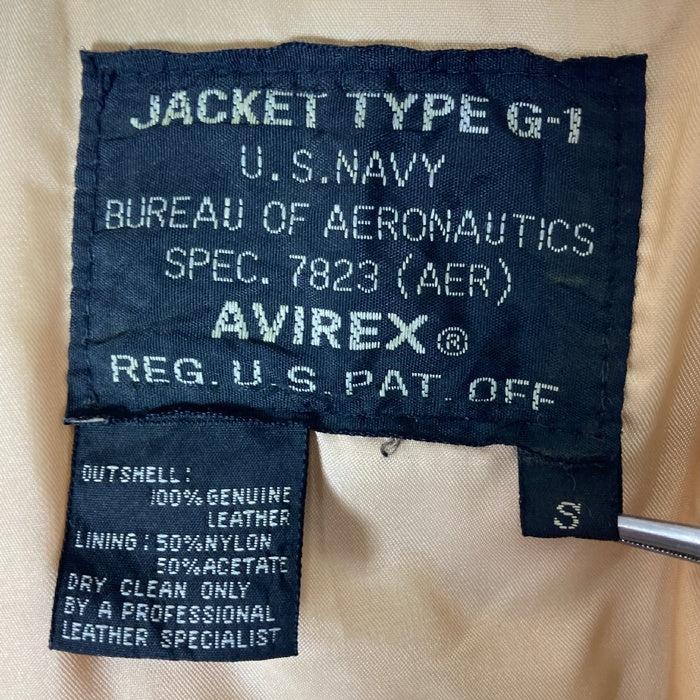 JACKET TYPE G-1
U.S.NAVY
BUREAU OF AERONAUTICS
SPEC. 7823 (AER)
AVIREX®
REG. U.S. PAT. OFF
OUTSHELL:
100% GENUINE
LEATHER
LINING: 50% NYLON
50% ACETATE
DRY CLEAN ONLY
BY A PROFESSIONAL
LEATHER SPECIALIST
S